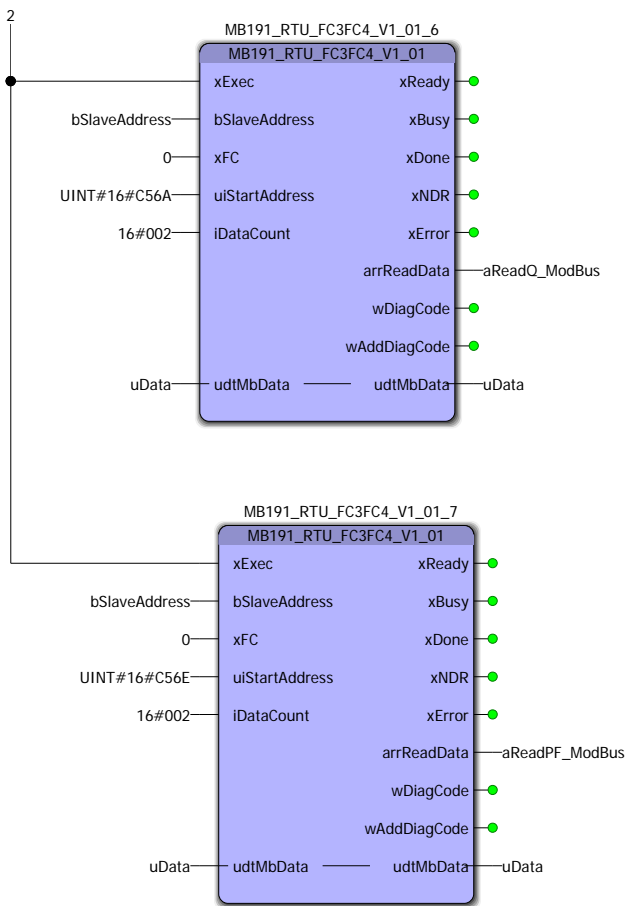 2
MB191_RTU_FC3FC4_V1_01_6
MB191_RTU_FC3FC4_V1_01
xExec xReady
bSlaveAddress bSlaveAddress xBusy
0 xFC xDone
UINT#16#C56A uiStartAddress xNDR
16#002 iDataCount xError
arrReadData aReadQ_ModBus
wDiagCode
wAddDiagCode
uData udtMbData udtMbData uData
MB191_RTU_FC3FC4_V1_01_7
MB191_RTU_FC3FC4_V1_01
xExec xReady
bSlaveAddress bSlaveAddress xBusy
0 xFC xDone
UINT#16#C56E uiStartAddress xNDR
16#002 iDataCount xError
arrReadData aReadPF_ModBus
wDiagCode
wAddDiagCode
uData udtMbData udtMbData uData